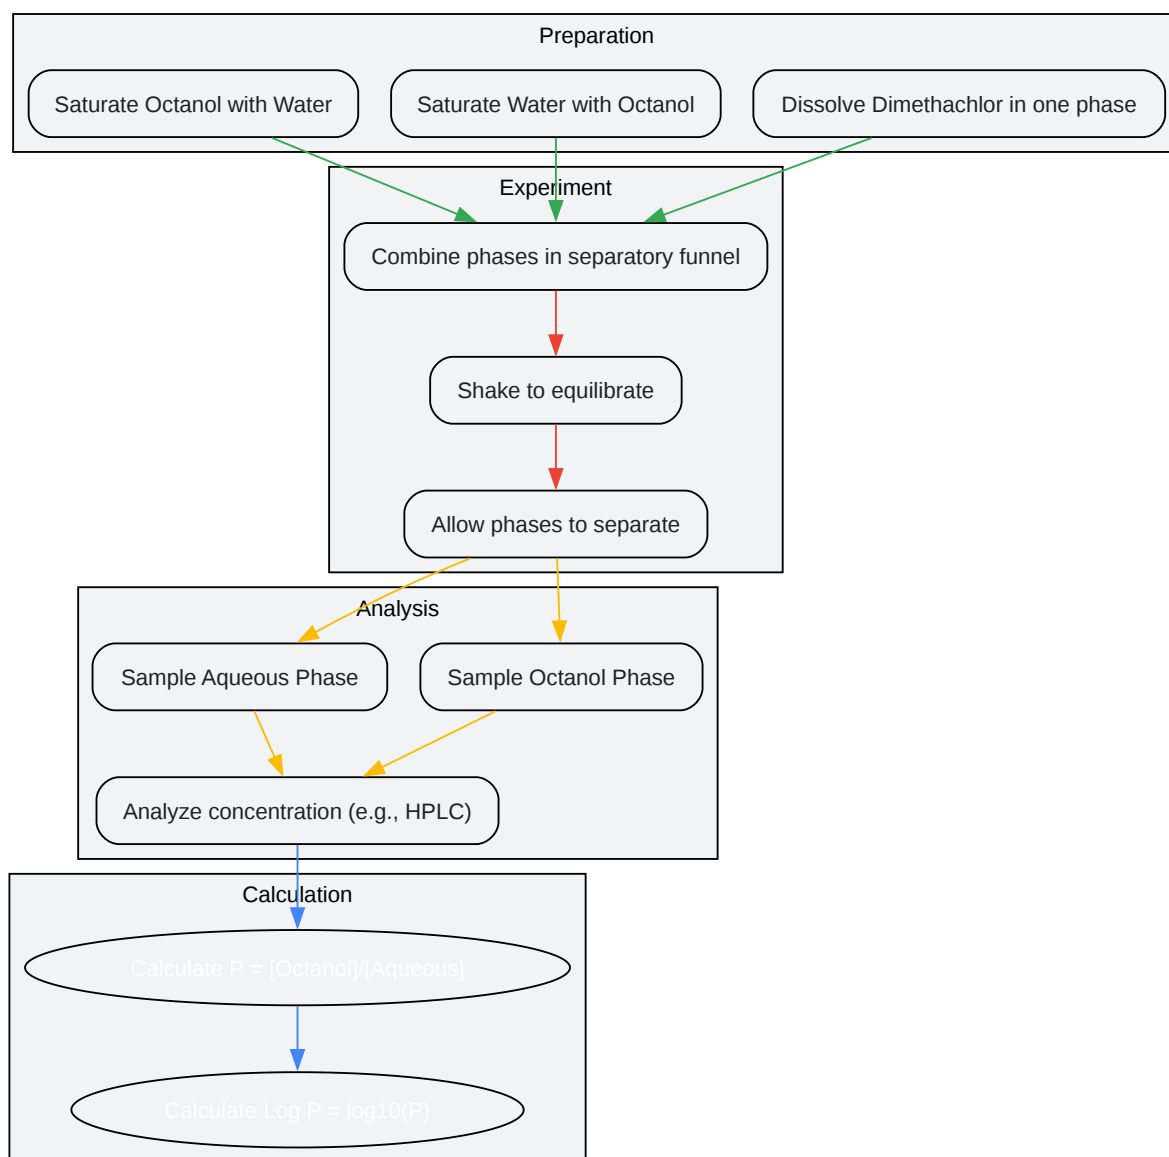 Preparation
Saturate Octanol with Water
Saturate Water with Octanol
Dissolve Dimethachlor in one phase
Experiment
Combine phases in separatory funnel
Shake to equilibrate
Allow phases to separate
Analysis
Sample Aqueous Phase
Sample Octanol Phase
Analyze concentration (e.g., HPLC)
Calculation
Calculate P = [Octanol]/[Aqueous]
Calculate Log P = log10(P)